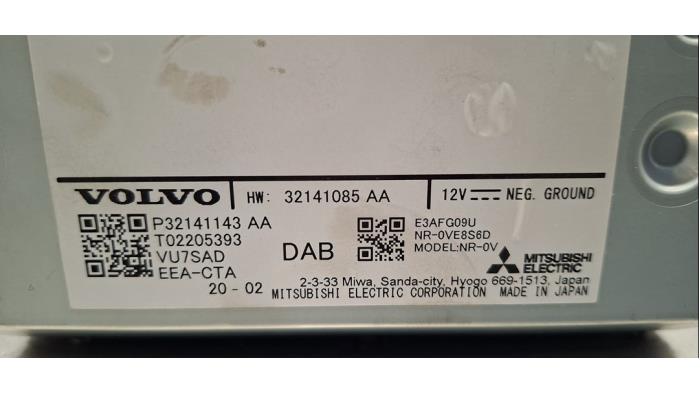 VOLVO HW: 32141085 AA 12V NEG. GROUND
P32141143 AA
T02205393
VU7SAD
EEA-CTA
20-02
DAB
E3AFG09U
NR-0VE8S6D
MODEL:NR-0V
MITSUBISHI
ELECTRIC
2-3-33 Miwa, Sanda-city, Hyogo 669-1513, Japan
MITSUBISHI ELECTRIC CORPORATION MADE IN JAPAN